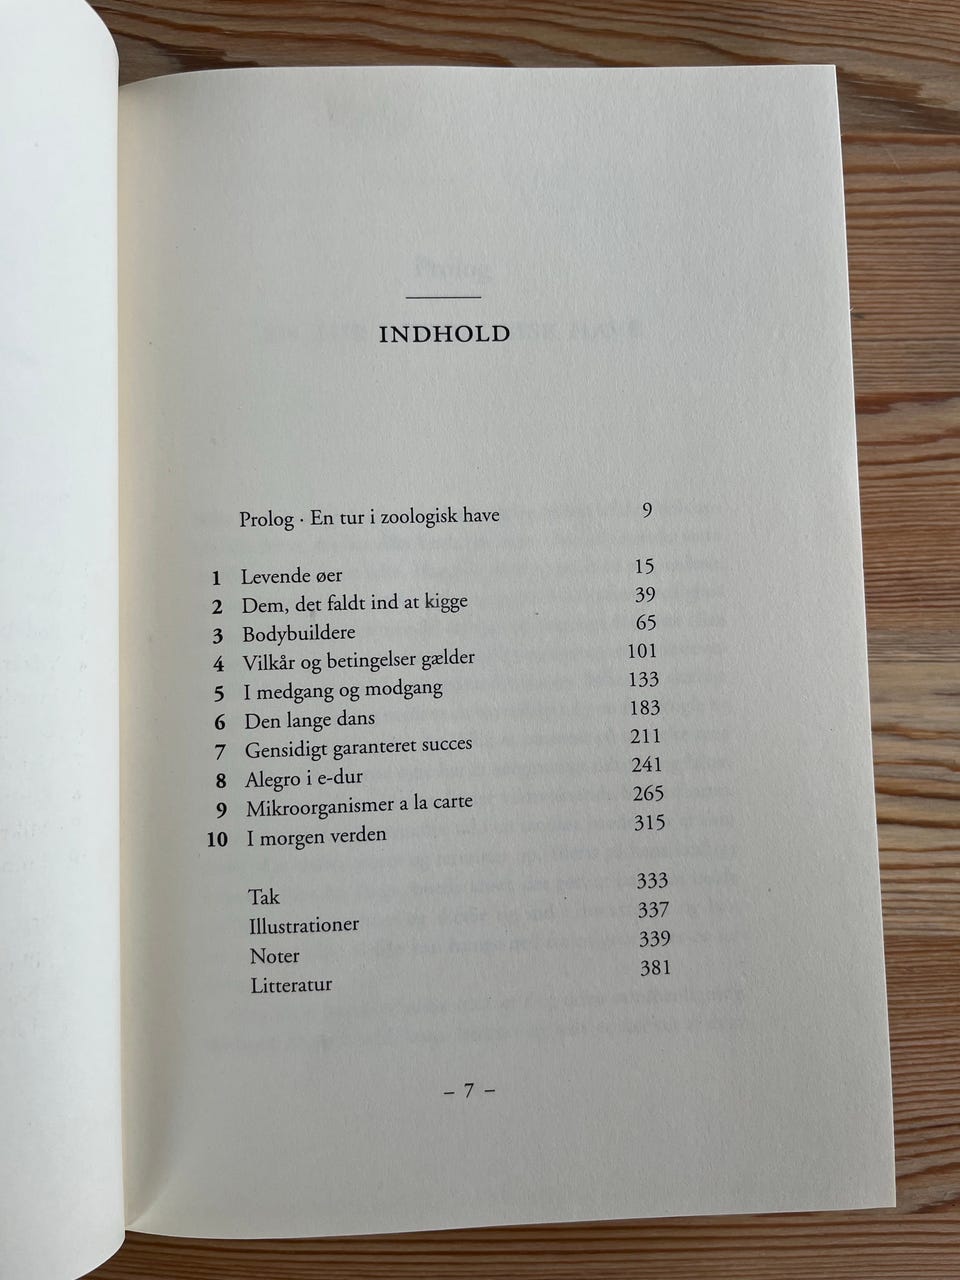 INDHOLD
Prolog · En tur i zoologisk have 9
1 Levende øer 15
2 Dem, det faldt ind at kigge 39
3 Bodybuildere 65
4 Vilkår og betingelser gælder 101
5 I medgang og modgang 133
6 Den lange dans 183
7 Gensidigt garanteret succes 211
8 Alegro i e-dur 241
9 Mikroorganismer a la carte 265
10 I morgen verden 315
Tak 333
Illustrationer 337
Noter 339
Litteratur 381
– 7 –